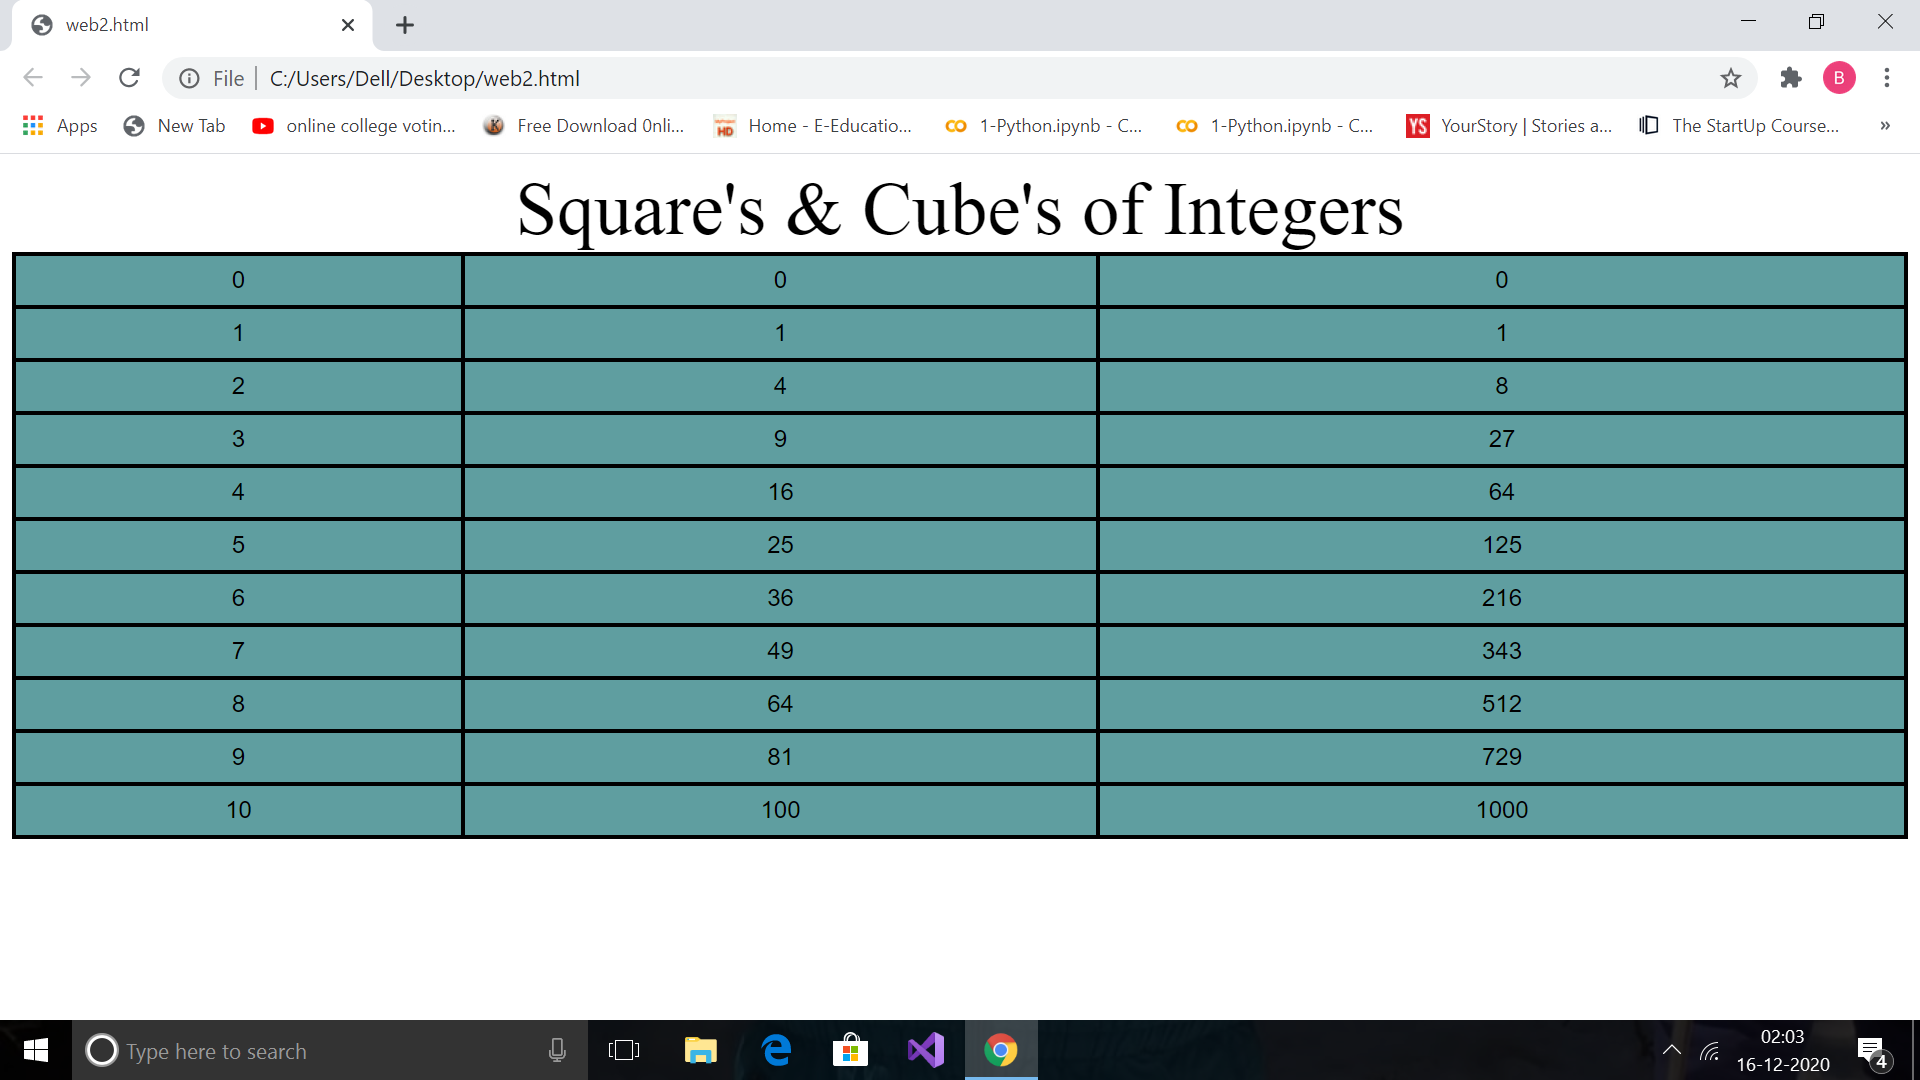 web2.html
File C:/Users/Dell/Desktop/web2.html B
Apps New Tab online college votin... Free Download 0nli... HD Home - E-Educatio... 1-Python.ipynb - C... 1-Python.ipynb - C... YS YourStory | Stories a... The StartUp Course... »
Square's & Cube's of Integers
0 0 0
1 1 1
2 4 8
3 9 27
4 16 64
5 25 125
6 36 216
7 49 343
8 64 512
9 81 729
10 100 1000
Type here to search
02:03
16-12-2020
4